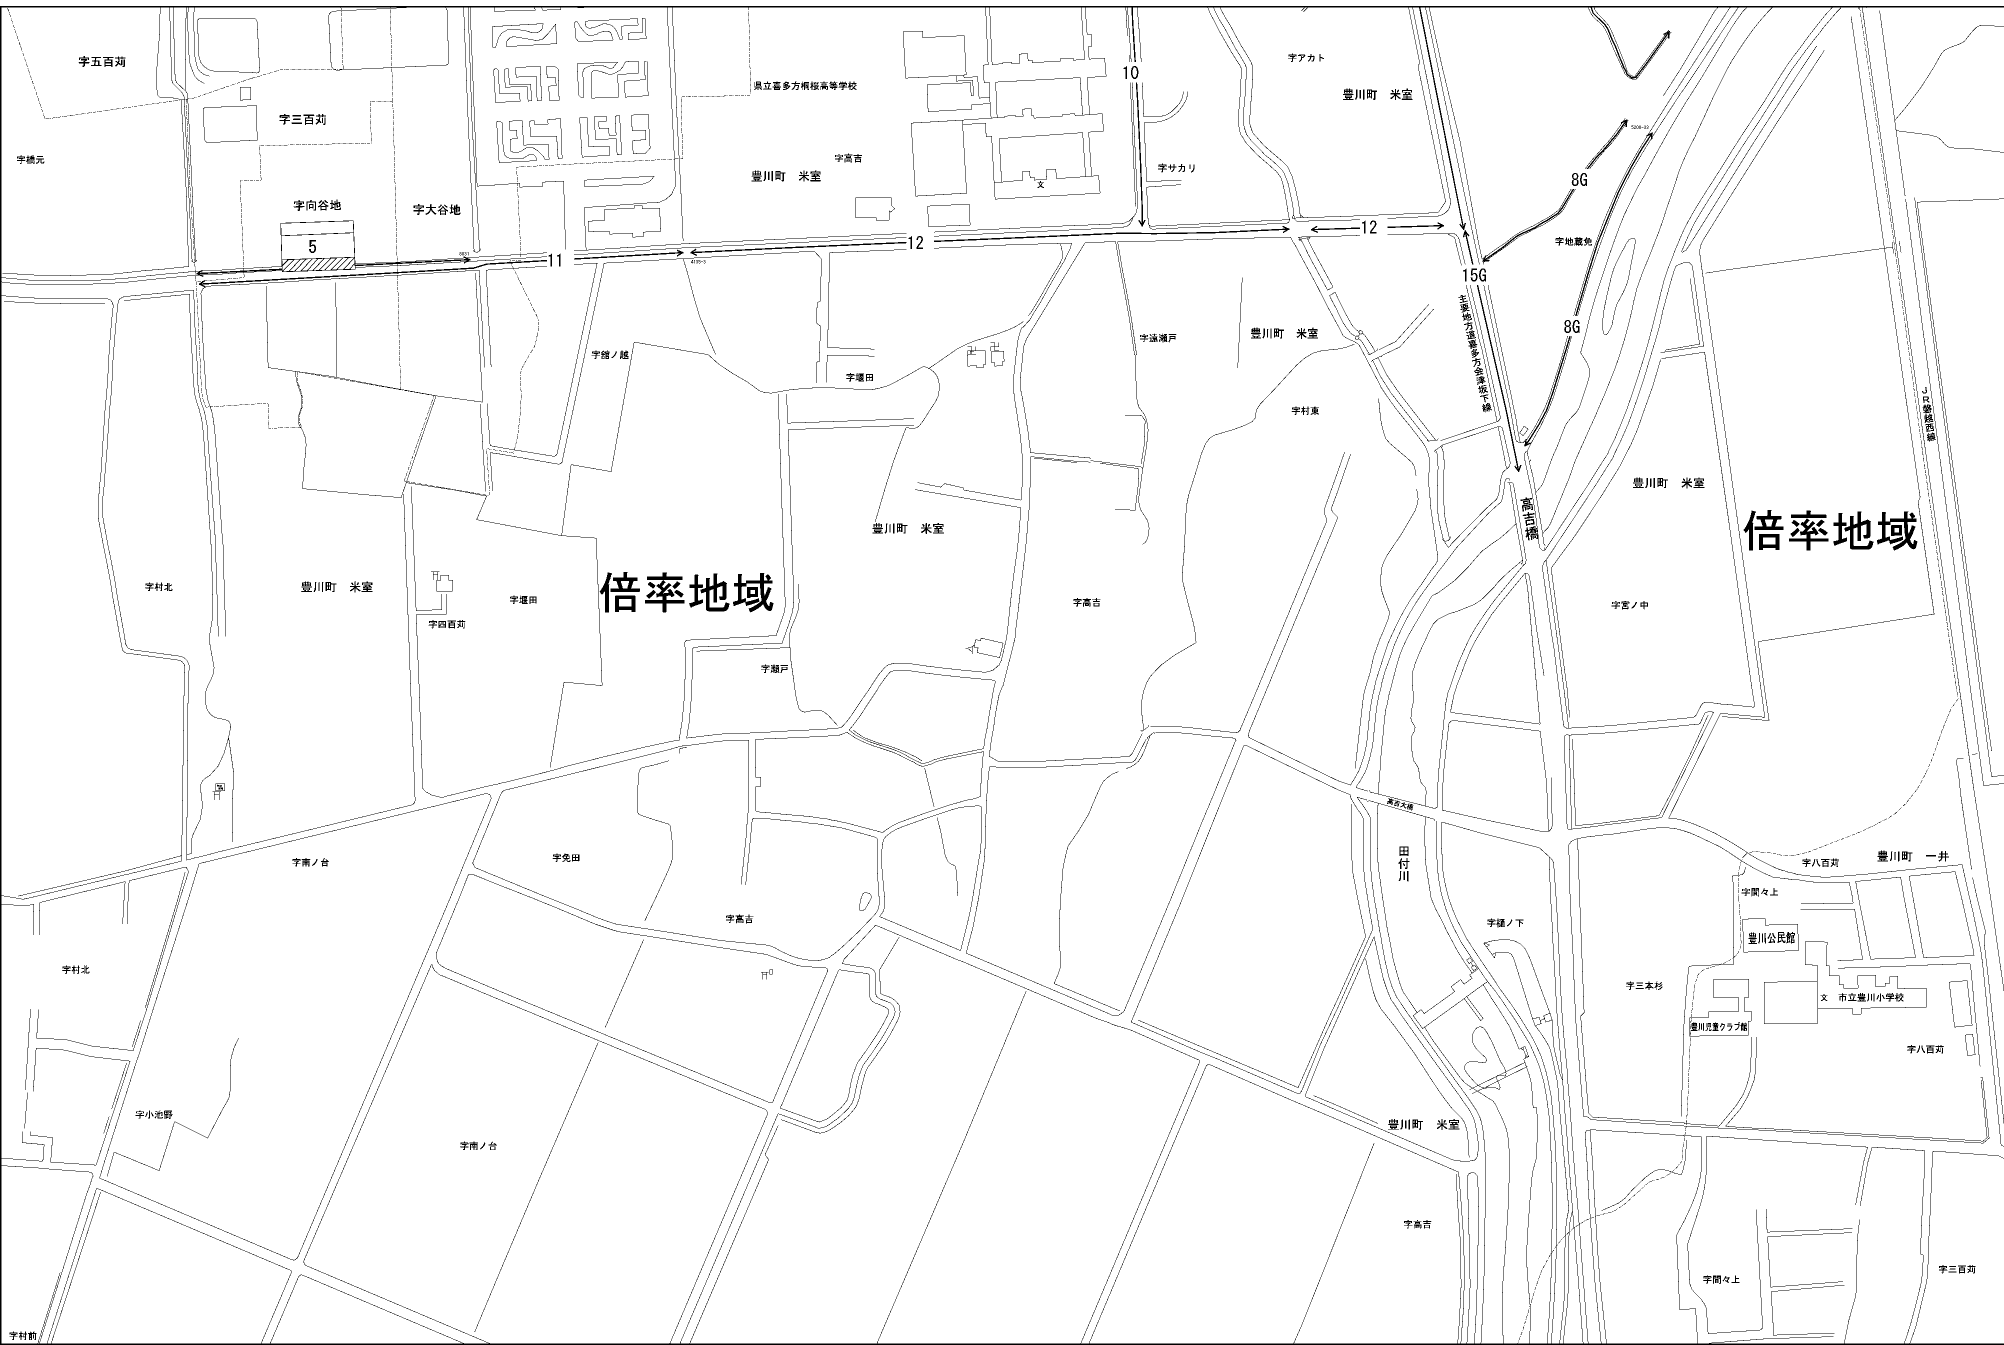 字五百苅
字三百苅
字橋元
字向谷地
字大谷地
5
11
県立喜多方桐桜高等学校
字高吉
豊川町　米室
文
10
字サカリ
字アカト
豊川町　米室
12
12
8G
字地蔵免
15G
8G
主要地方道喜多方会津坂下線
字遠瀬戸
豊川町　米室
字舘ノ越
字堰田
字村東
JR磐越西線
高吉橋
豊川町　米室
倍率地域
豊川町　米室
字村北
豊川町　米室
字堰田
倍率地域
字高吉
字宮ノ中
字四百苅
字瀬戸
高吉大橋
字南ノ台
字免田
田付川
字八百苅
豊川町　一井
字間々上
字高吉
字樋ノ下
豊川公民館
字村北
字三本杉
文
市立豊川小学校
豊川児童クラブ館
字八百苅
字小池野
豊川町　米室
字南ノ台
字高吉
字三百苅
字間々上
字村前